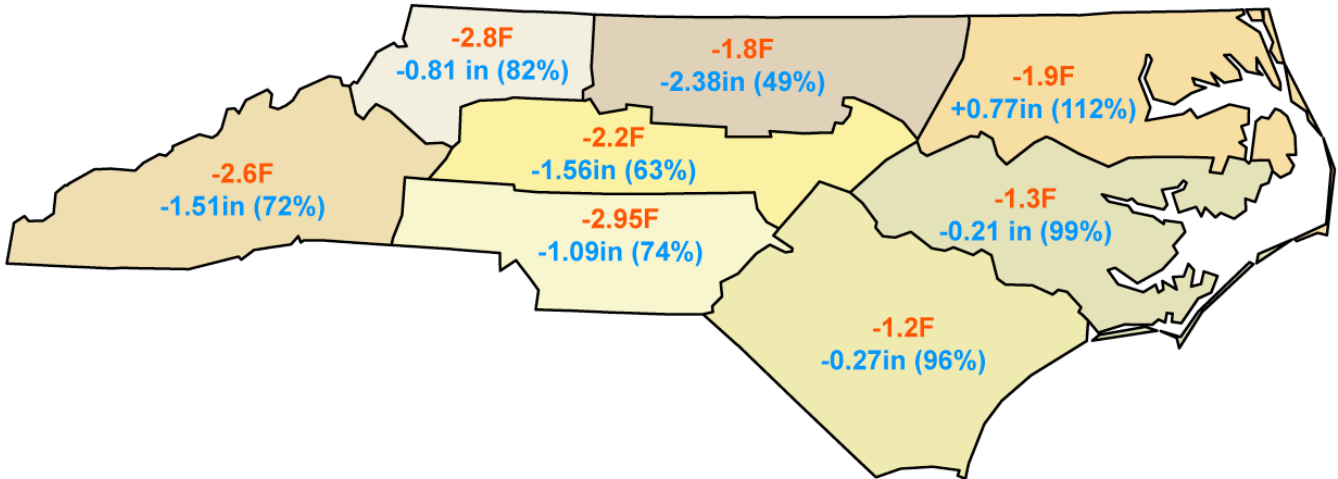 -2.8F
-0.81 in (82%)
-1.8F
-2.38in (49%)
-1.9F
+0.77in (112%)
-2.2F
-1.56in (63%)
-2.6F
-1.51in (72%)
-2.95F
-1.09in (74%)
-1.3F
-0.21 in (99%)
-1.2F
-0.27in (96%)